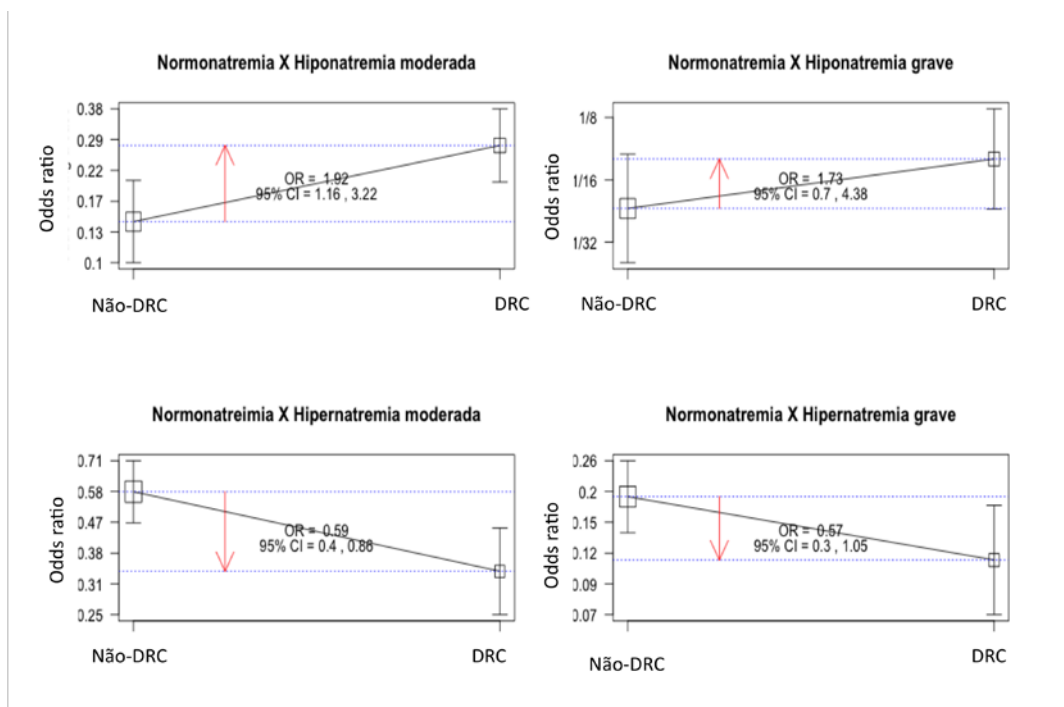 Normonatremia X Hiponatremia moderada
Odds ratio
0.38
0.29
0.22
0.17
0.13
0.1
OR = 1.92
95% CI = 1.16 , 3.22
Não-DRC
DRC
Normonatremia X Hiponatremia grave
Odds ratio
1/8
1/16
1/32
OR = 1.73
95% CI = 0.7 , 4.38
Não-DRC
DRC
Normonatreimia X Hipernatremia moderada
Odds ratio
0.71
0.58
0.47
0.38
0.31
0.25
OR = 0.59
95% CI = 0.4 , 0.86
Não-DRC
DRC
Normonatremia X Hipernatremia grave
Odds ratio
0.26
0.2
0.15
0.12
0.09
0.07
OR = 0.57
95% CI = 0.3 , 1.05
Não-DRC
DRC